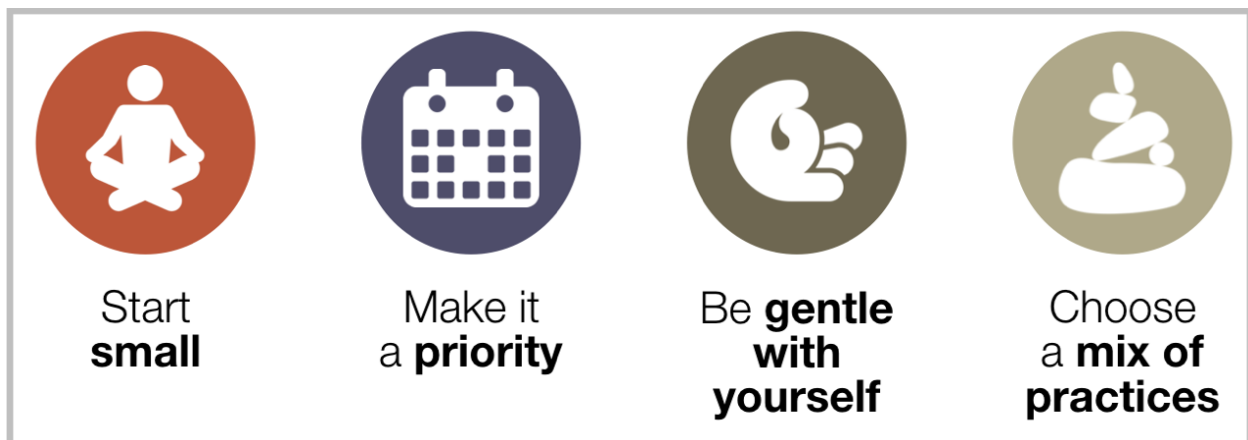 Start
small
Make it
a priority
Be gentle
with
yourself
Choose
a mix of
practices